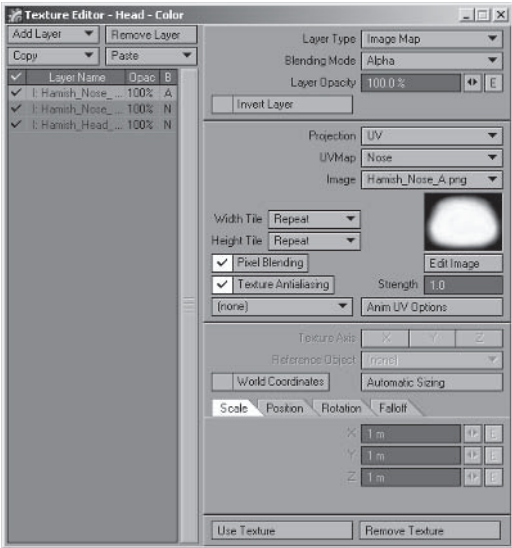 Texture Editor - Head - Color
Add Layer Remove Layer
Copy Paste
Layer Name Opac B
I: Hamish_Nose_ ... 100% A
I: Hamish_Nose_ ... 100% N
I: Hamish_Head_ ... 100% N
Layer Type Image Map
Blending Mode Alpha
Layer Opacity 100.0 % E
Invert Layer
Projection UV
UVMap Nose
Image Hamish_Nose_A.png
Width Tile Repeat
Height Tile Repeat
Pixel Blending Edit Image
Texture Antialiasing Strength 1.0
(none) Anim UV Options
Texture Axis X Y Z
Reference Object (none)
World Coordinates Automatic Sizing
Scale Position Rotation Falloff
X 1 m E
Y 1 m E
Z 1 m E
Use Texture Remove Texture